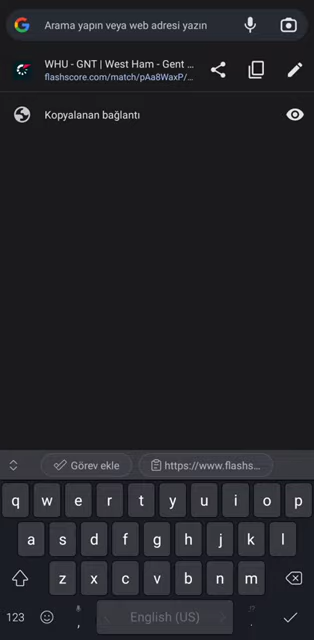 Arama yapın veya web adresi yazın
WHU - GNT | West Ham - Gent ...
flashscore.com/match/pAa8WaxP/...
Kopyalanan bağlantı
Görev ekle
https://www.flashs...
q w e r t y u i o p
a s d f g h j k l
z x c v b n m
123 , English (US) .